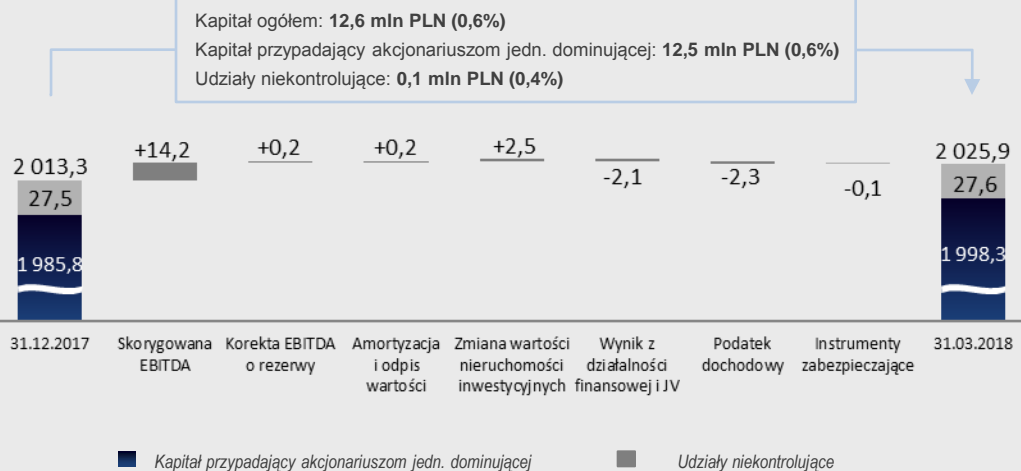 Kapitał ogółem: 12,6 mln PLN (0,6%)
Kapitał przypadający akcjonariuszom jedn. dominującej: 12,5 mln PLN (0,6%)
Udziały niekontrolujące: 0,1 mln PLN (0,4%)
2 013,3
27,5
1 985,8
+14,2
+0,2
+0,2
+2,5
-2,1
-2,3
-0,1
2 025,9
27,6
1 998,3
31.12.2017
Skorygowana
EBITDA
Korekta EBITDA
o rezerwy
Amortyzacja
i odpis
wartości
Zmiana wartości
nieruchomości
inwestycyjnych
Wynik z
działalności
finansowej i JV
Podatek
dochodowy
Instrumenty
zabezpieczające
31.03.2018
Kapitał przypadający akcjonariuszom jedn. dominującej
Udziały niekontrolujące